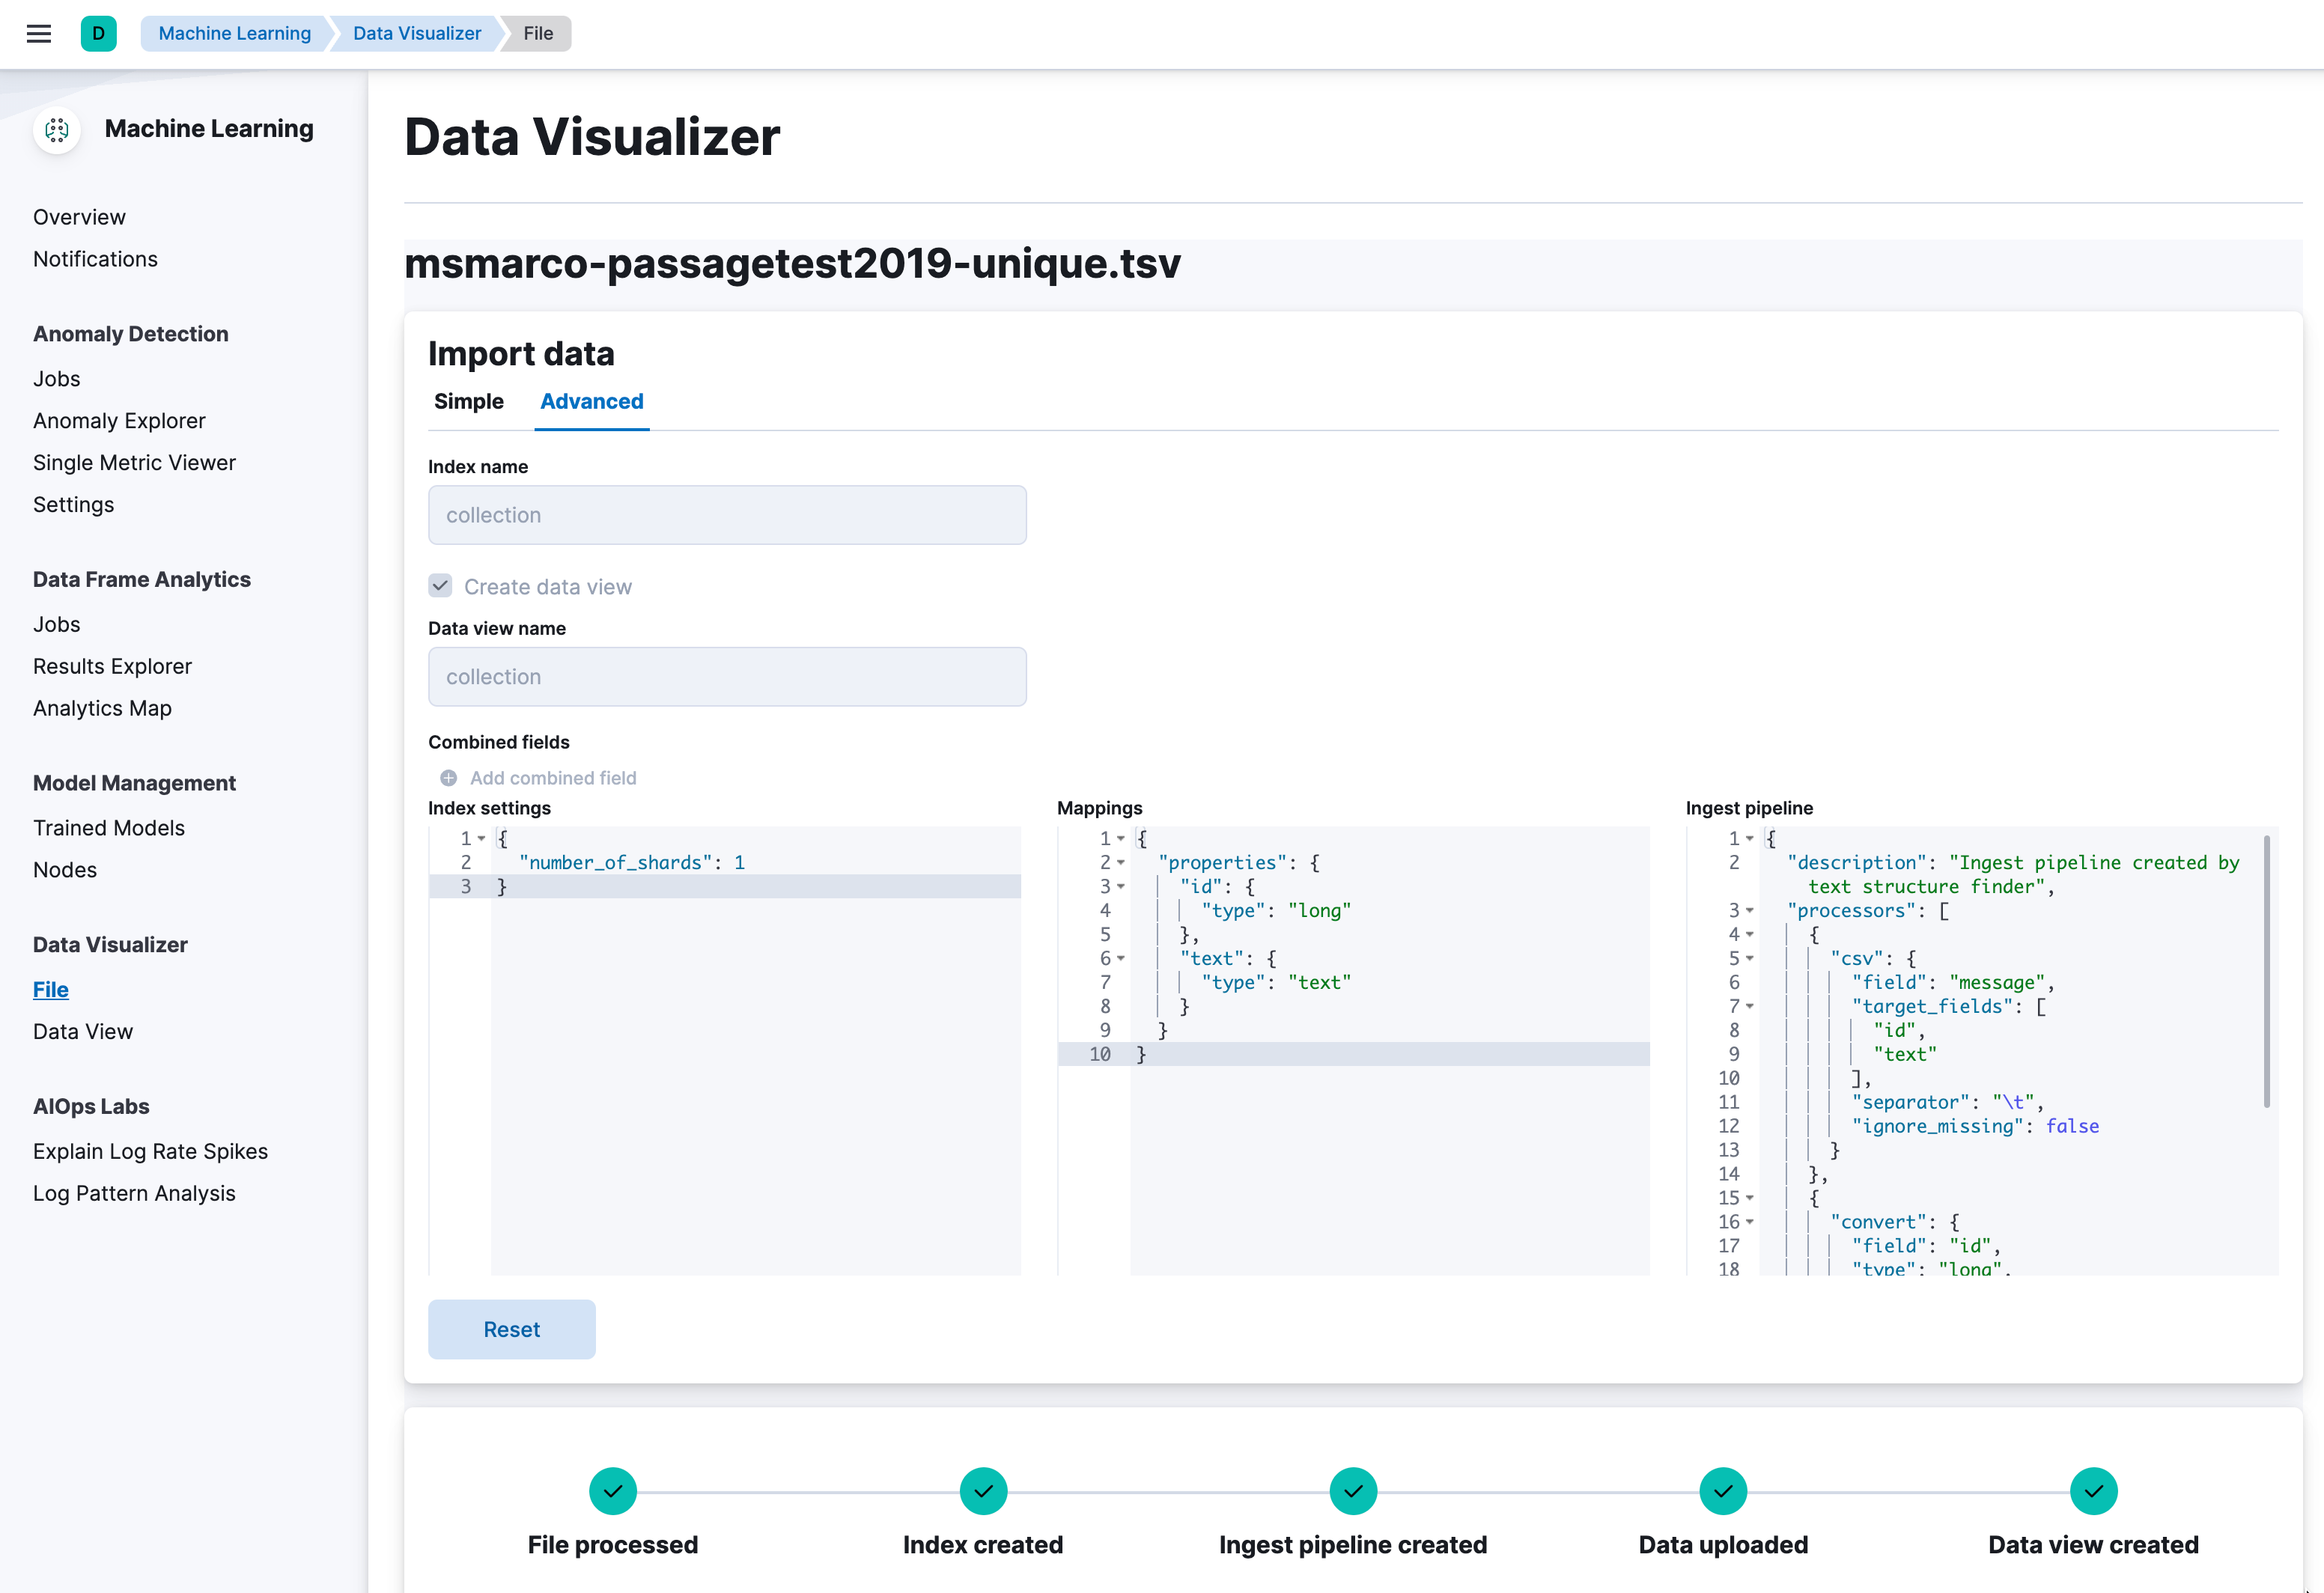 D
Machine Learning
Data Visualizer
File
Machine Learning
Overview
Notifications
Anomaly Detection
Jobs
Anomaly Explorer
Single Metric Viewer
Settings
Data Frame Analytics
Jobs
Results Explorer
Analytics Map
Model Management
Trained Models
Nodes
Data Visualizer
File
Data View
AIOps Labs
Explain Log Rate Spikes
Log Pattern Analysis
Data Visualizer
msmarco-passagetest2019-unique.tsv
Import data
Simple
Advanced
Index name
collection
Create data view
Data view name
collection
Combined fields
Add combined field
Index settings
1 {
2 "number_of_shards": 1
3 }
Mappings
1 {
2 "properties": {
3 "id": {
4 "type": "long"
5 },
6 "text": {
7 "type": "text"
8 }
9 }
10 }
Ingest pipeline
1 {
2 "description": "Ingest pipeline created by
text structure finder",
3 "processors": [
4 {
5 "csv": {
6 "field": "message",
7 "target_fields": [
8 "id",
9 "text"
10 ],
11 "separator": "\t",
12 "ignore_missing": false
13 }
14 },
15 {
16 "convert": {
17 "field": "id",
18 "type": "long",
Reset
File processed
Index created
Ingest pipeline created
Data uploaded
Data view created